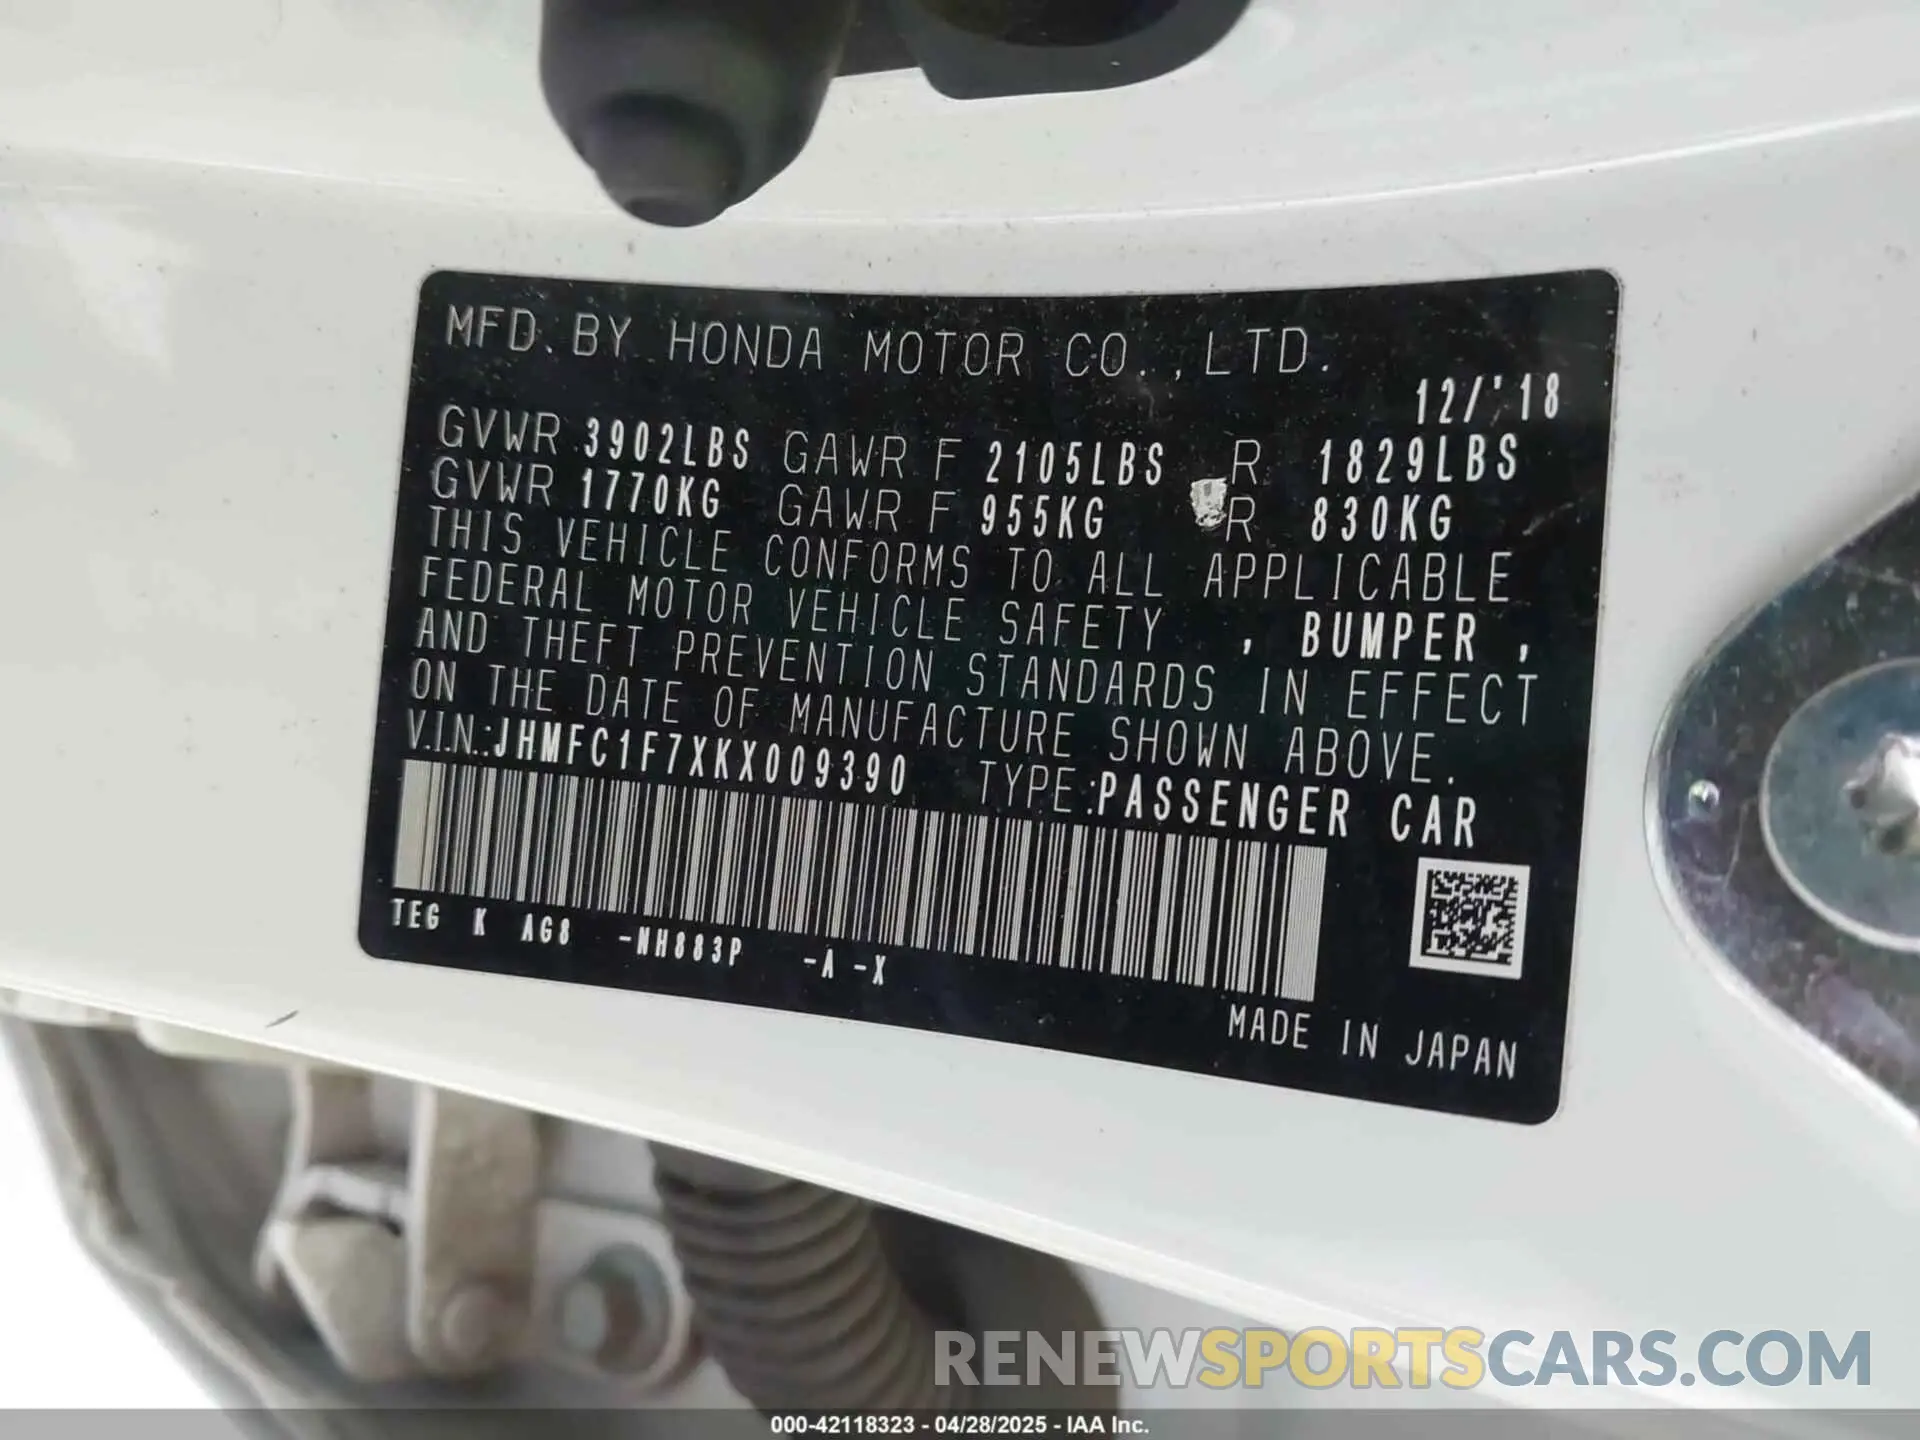 MFD. BY HONDA MOTOR CO.,LTD.
12/'18
GVWR 3902LBS GAWR F 2105LBS R 1829LBS
GVWR 1770KG GAWR F 955KG R 830KG
THIS VEHICLE CONFORMS TO ALL APPLICABLE
FEDERAL MOTOR VEHICLE SAFETY , BUMPER ,
AND THEFT PREVENTION STANDARDS IN EFFECT
ON THE DATE OF MANUFACTURE SHOWN ABOVE.
V.I.N.:JHMFC1F7XKX009390 TYPE:PASSENGER CAR
TEG K AG8 -NH883P -A -X
MADE IN JAPAN
RENEWSPORTSCARS.COM
000-42118323 - 04/28/2025 - IAA Inc.